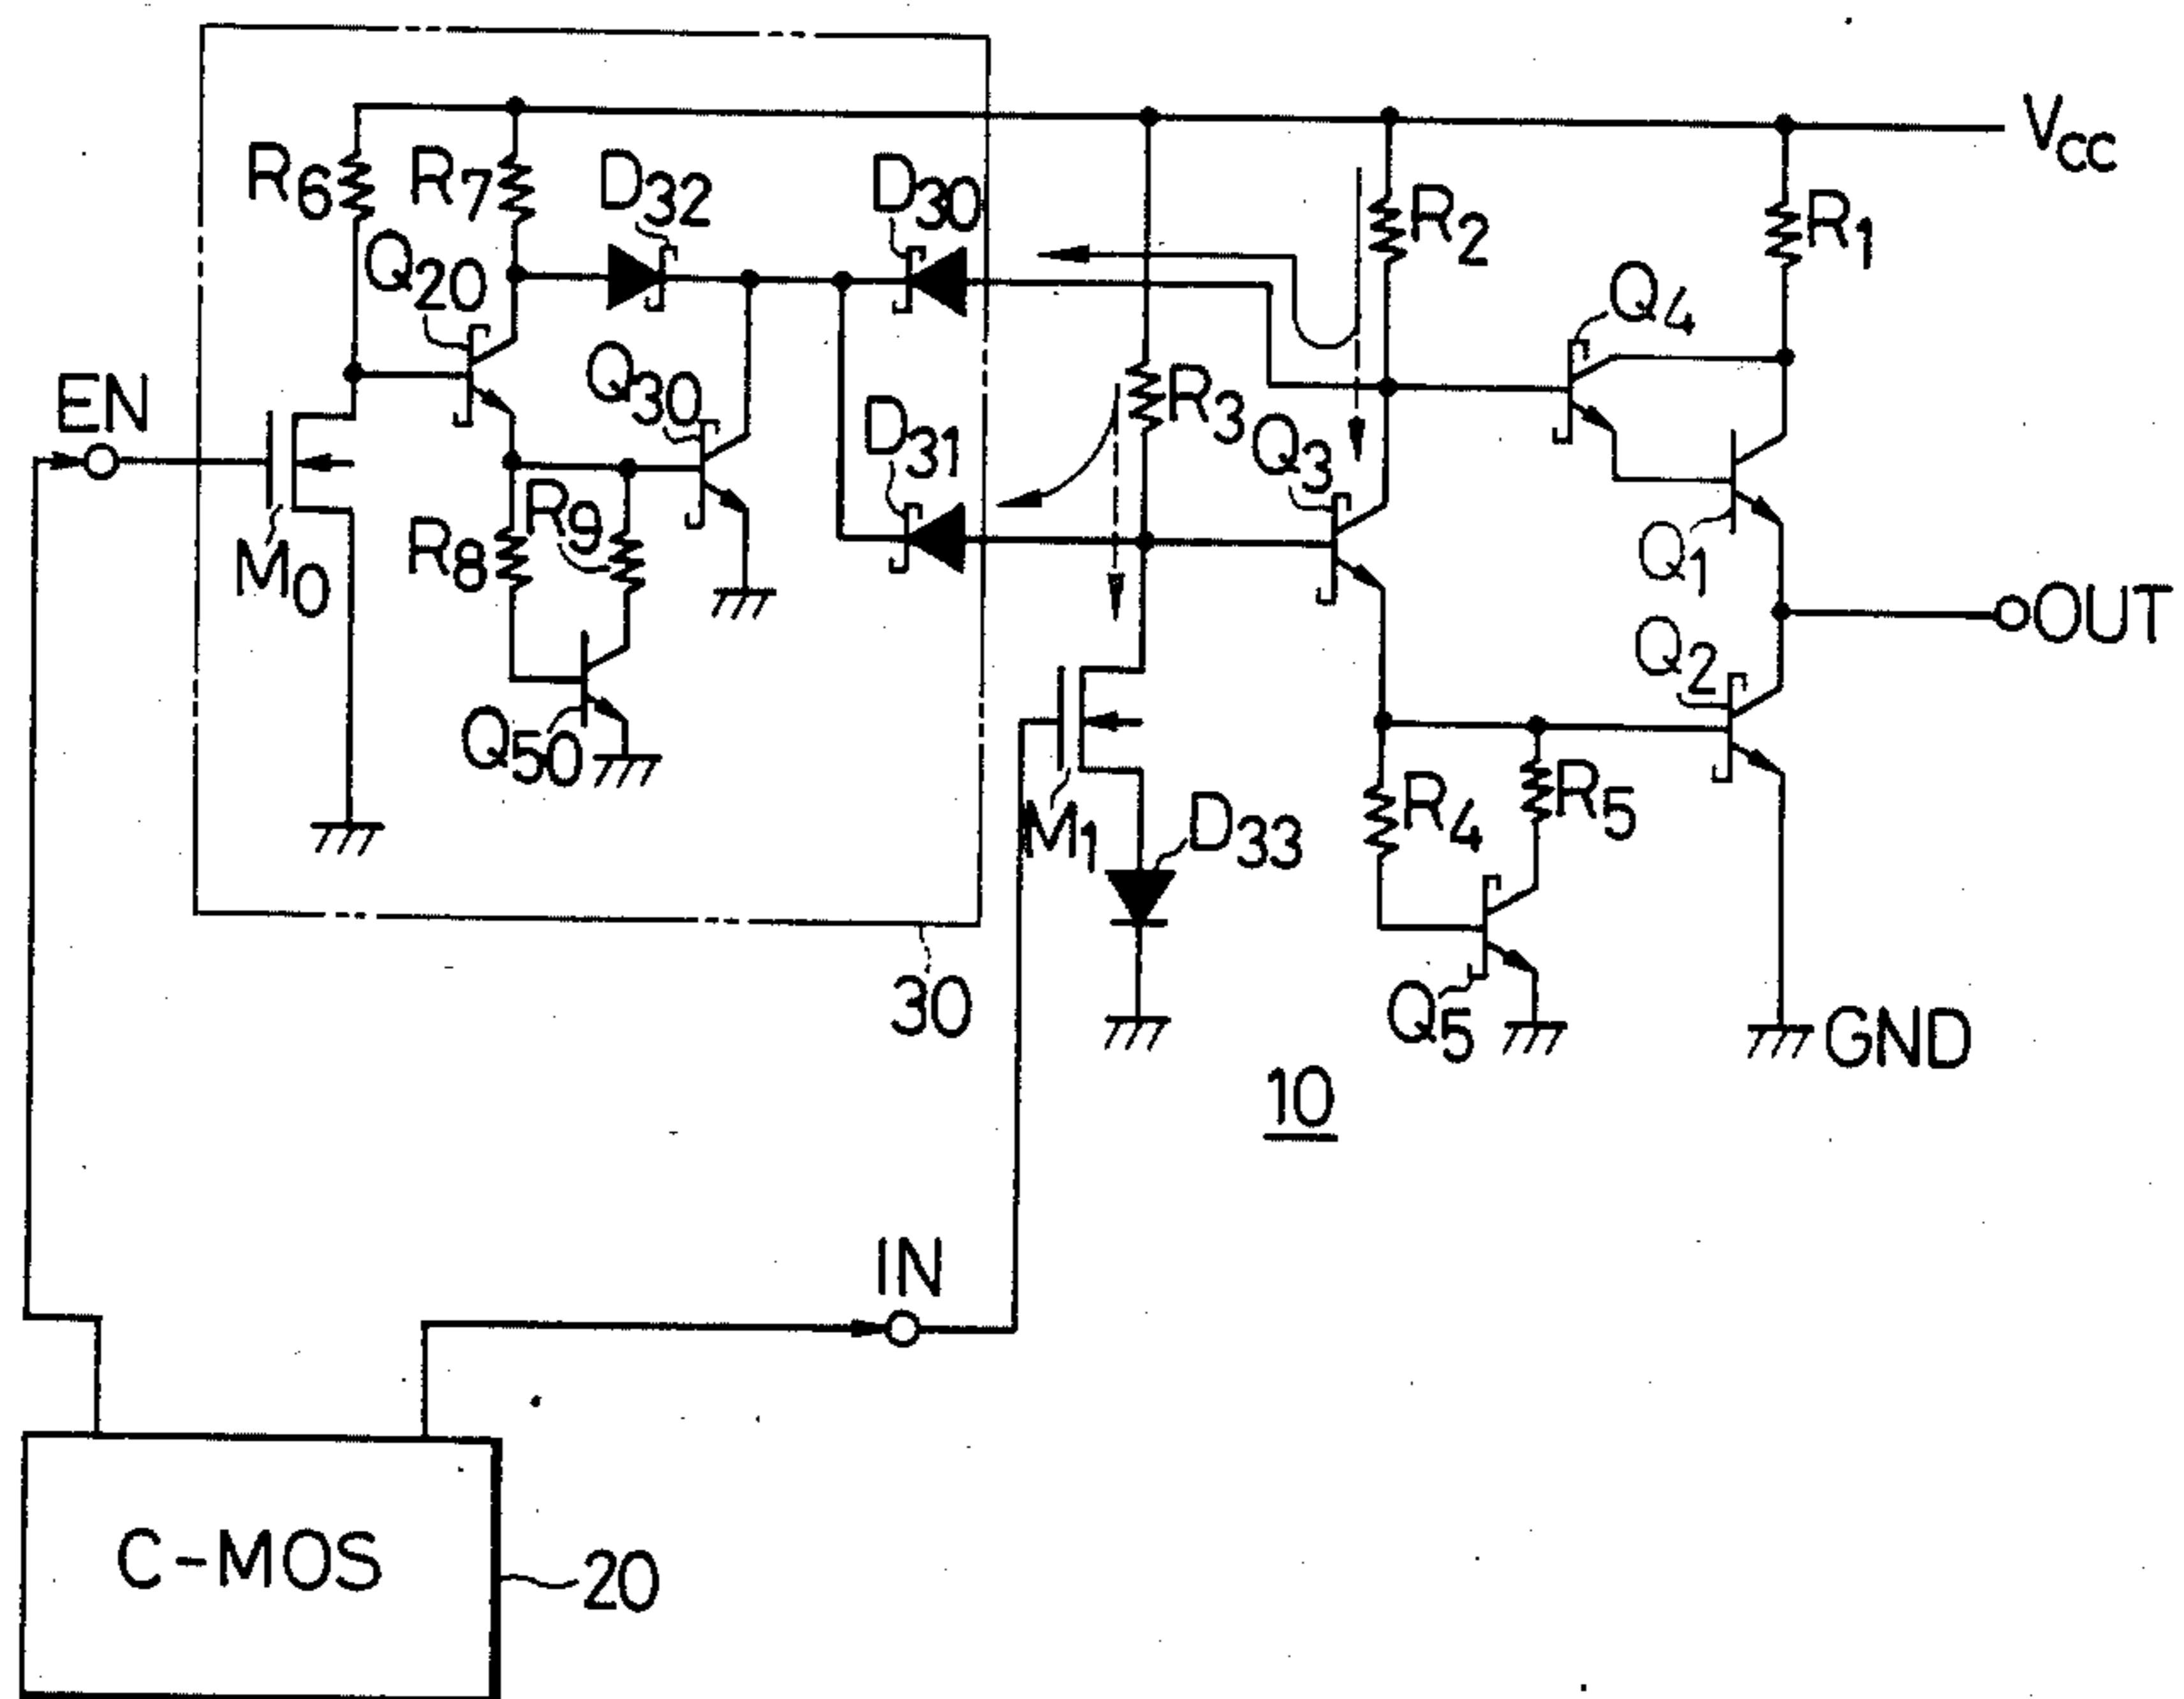 VCC
R6
R7
D32
D30
R2
R1
Q20
Q4
EN
Q30
D31
R3
Q3
M0
R8
R9
Q1
OUT
Q2
Q50
M1
D33
R4
R5
30
Q5
GND
10
IN
C-MOS
20